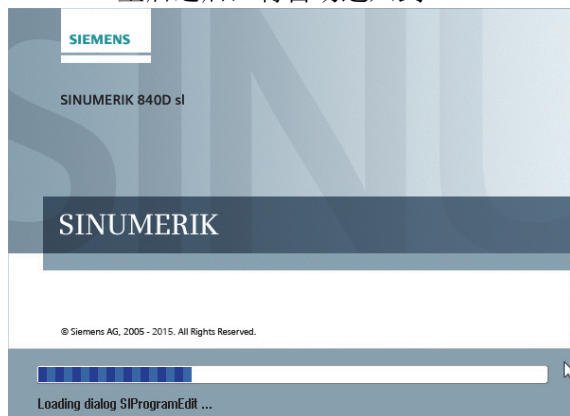 SIEMENS
SINUMERIK 840D sl
SINUMERIK
© Siemens AG, 2005 - 2015. All Rights Reserved.
Loading dialog SlProgramEdit ...